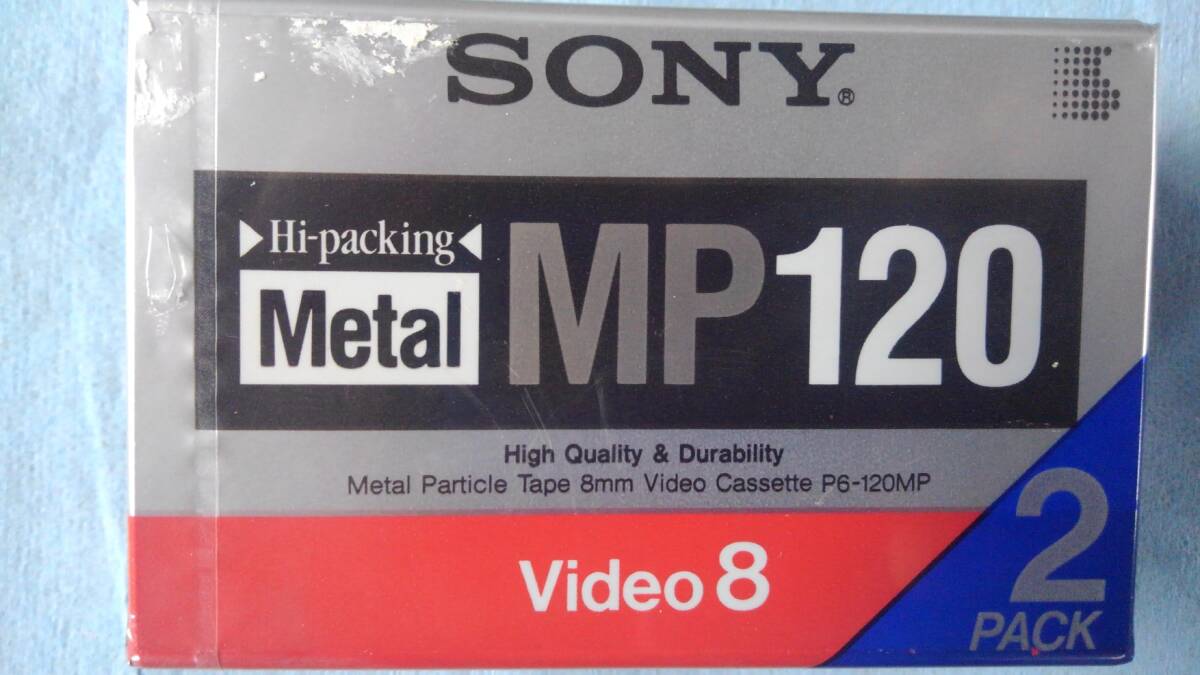 SONY®
Hi-packing
Metal
MP120
High Quality & Durability
Metal Particle Tape 8mm Video Cassette P6-120MP
Video 8
2
PACK